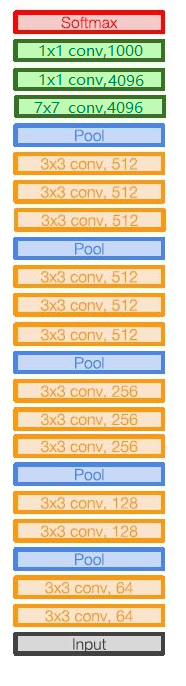 Softmax
1x1 conv,1000
1x1 conv,4096
7x7 conv,4096
Pool
3x3 conv, 512
3x3 conv, 512
3x3 conv, 512
Pool
3x3 conv, 512
3x3 conv, 512
3x3 conv, 512
Pool
3x3 conv, 256
3x3 conv, 256
3x3 conv, 256
Pool
3x3 conv, 128
3x3 conv, 128
Pool
3x3 conv, 64
3x3 conv, 64
Input